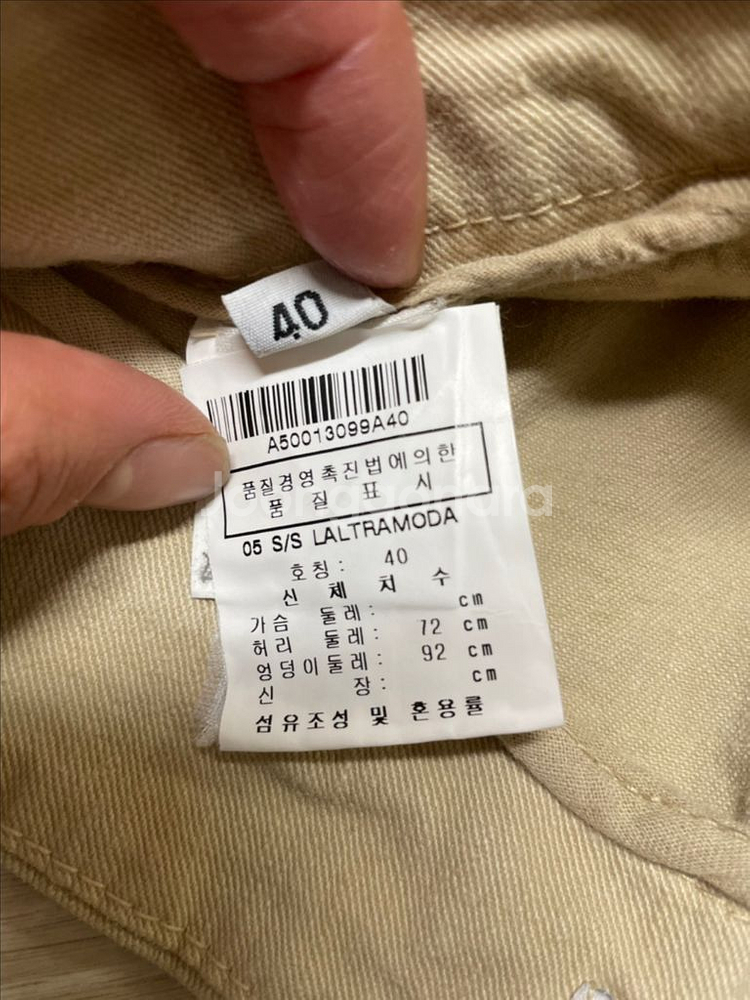 40
A50013099A40
품질경영촉진법에의한
품 질 표 시
05 S/S LALTRAMODA
호칭: 40
신 체 치 수
가슴 둘레: cm
허리 둘레: 72 cm
엉덩이둘레: 92 cm
신 장: cm
섬유조성 및 혼용률